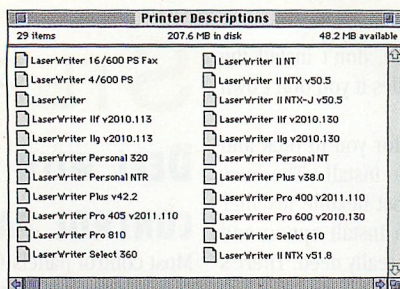 Printer Descriptions
29 items 207.6 MB in disk 48.2 MB available
LaserWriter 16/600 PS Fax
LaserWriter 4/600 PS
LaserWriter
LaserWriter IIf v2010.113
LaserWriter IIg v2010.113
LaserWriter Personal 320
LaserWriter Personal NTR
LaserWriter Plus v42.2
LaserWriter Pro 405 v2011.110
LaserWriter Pro 810
LaserWriter Select 360
LaserWriter II NT
LaserWriter II NTX v50.5
LaserWriter II NTX-J v50.5
LaserWriter IIf v2010.130
LaserWriter IIg v2010.130
LaserWriter Personal NT
LaserWriter Plus v38.0
LaserWriter Pro 400 v2011.110
LaserWriter Pro 600 v2010.130
LaserWriter Select 610
LaserWriter II NTX v51.8